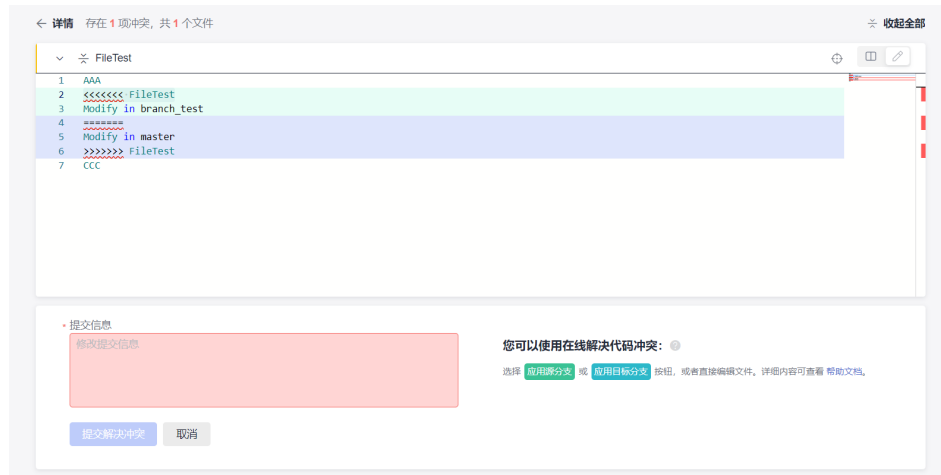 详情 存在 1 项冲突, 共 1 个文件 收起全部
FileTest
1 AAA
2 <<<<<<< FileTest
3 Modify in branch_test
4 =======
5 Modify in master
6 >>>>>>> FileTest
7 CCC
* 提交信息
修改提交信息
您可以使用在线解决代码冲突：
选择 应用源分支 或 应用目标分支 按钮，或者直接编辑文件。详细内容可查看 帮助文档。
提交解决冲突 取消